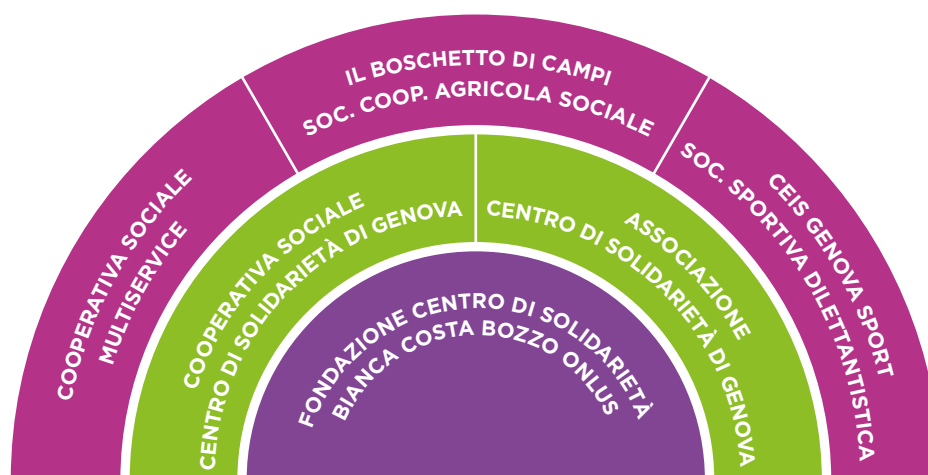 IL BOSCHETTO DI CAMPI
SOC. COOP. AGRICOLA SOCIALE
COOPERATIVA SOCIALE
MULTISERVICE
CEIS GENOVA SPORT
SOC. SPORTIVA DILETTANTISTICA
COOPERATIVA SOCIALE
CENTRO DI SOLIDARIETÀ DI GENOVA
ASSOCIAZIONE
CENTRO DI SOLIDARIETÀ DI GENOVA
FONDAZIONE CENTRO DI SOLIDARIETÀ
BIANCA COSTA BOZZO ONLUS